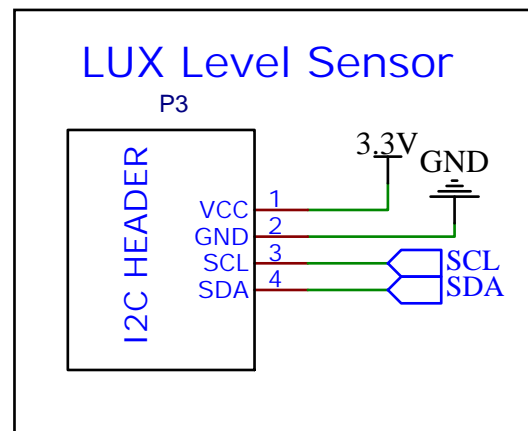 LUX Level Sensor
P3
I2C HEADER
3.3V
GND
VCC 1
GND 2
SCL 3
SDA 4
SCL
SDA